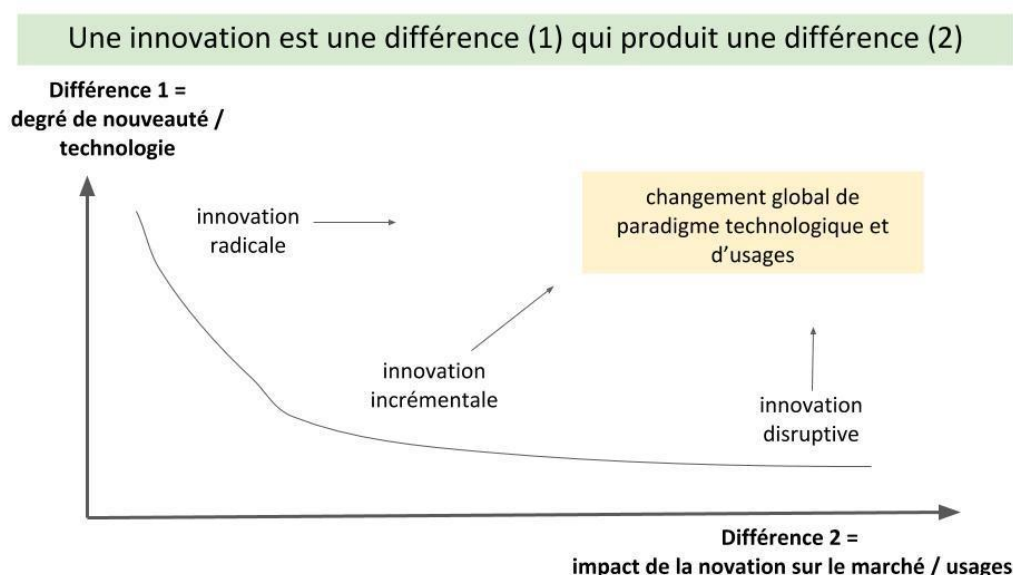 Une innovation est une différence (1) qui produit une différence (2)
Différence 1 =
degré de nouveauté /
technologie
innovation
radicale
changement global de
paradigme technologique et
d’usages
innovation
incrémentale
innovation
disruptive
Différence 2 =
impact de la novation sur le marché / usages